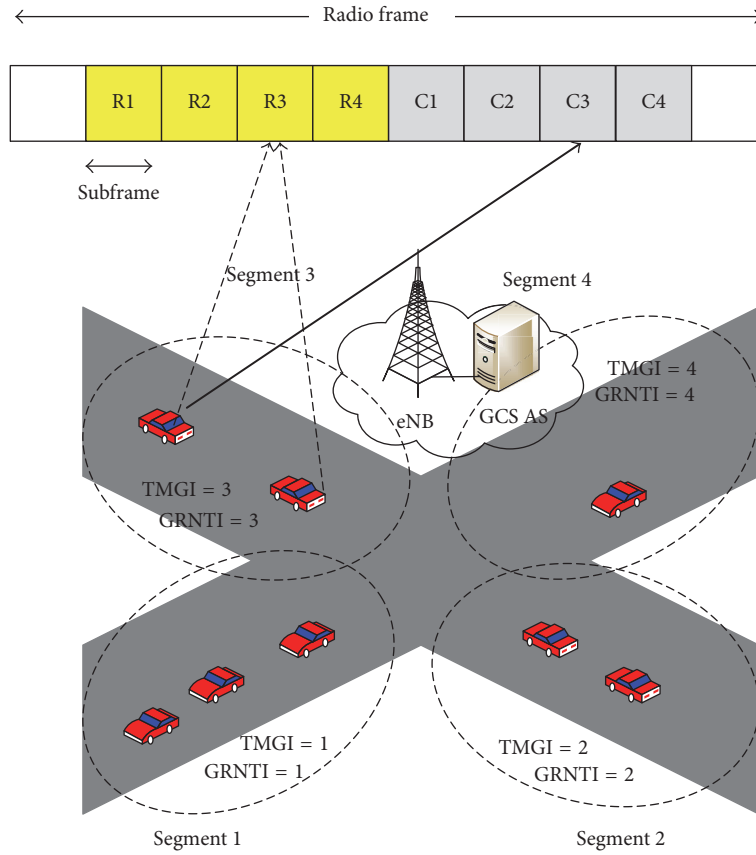 Radio frame
R1 R2 R3 R4 C1 C2 C3 C4
Subframe
Segment 3
Segment 4
TMGI = 4
GRNTI = 4
eNB
GCS AS
TMGI = 3
GRNTI = 3
TMGI = 1
GRNTI = 1
TMGI = 2
GRNTI = 2
Segment 1
Segment 2